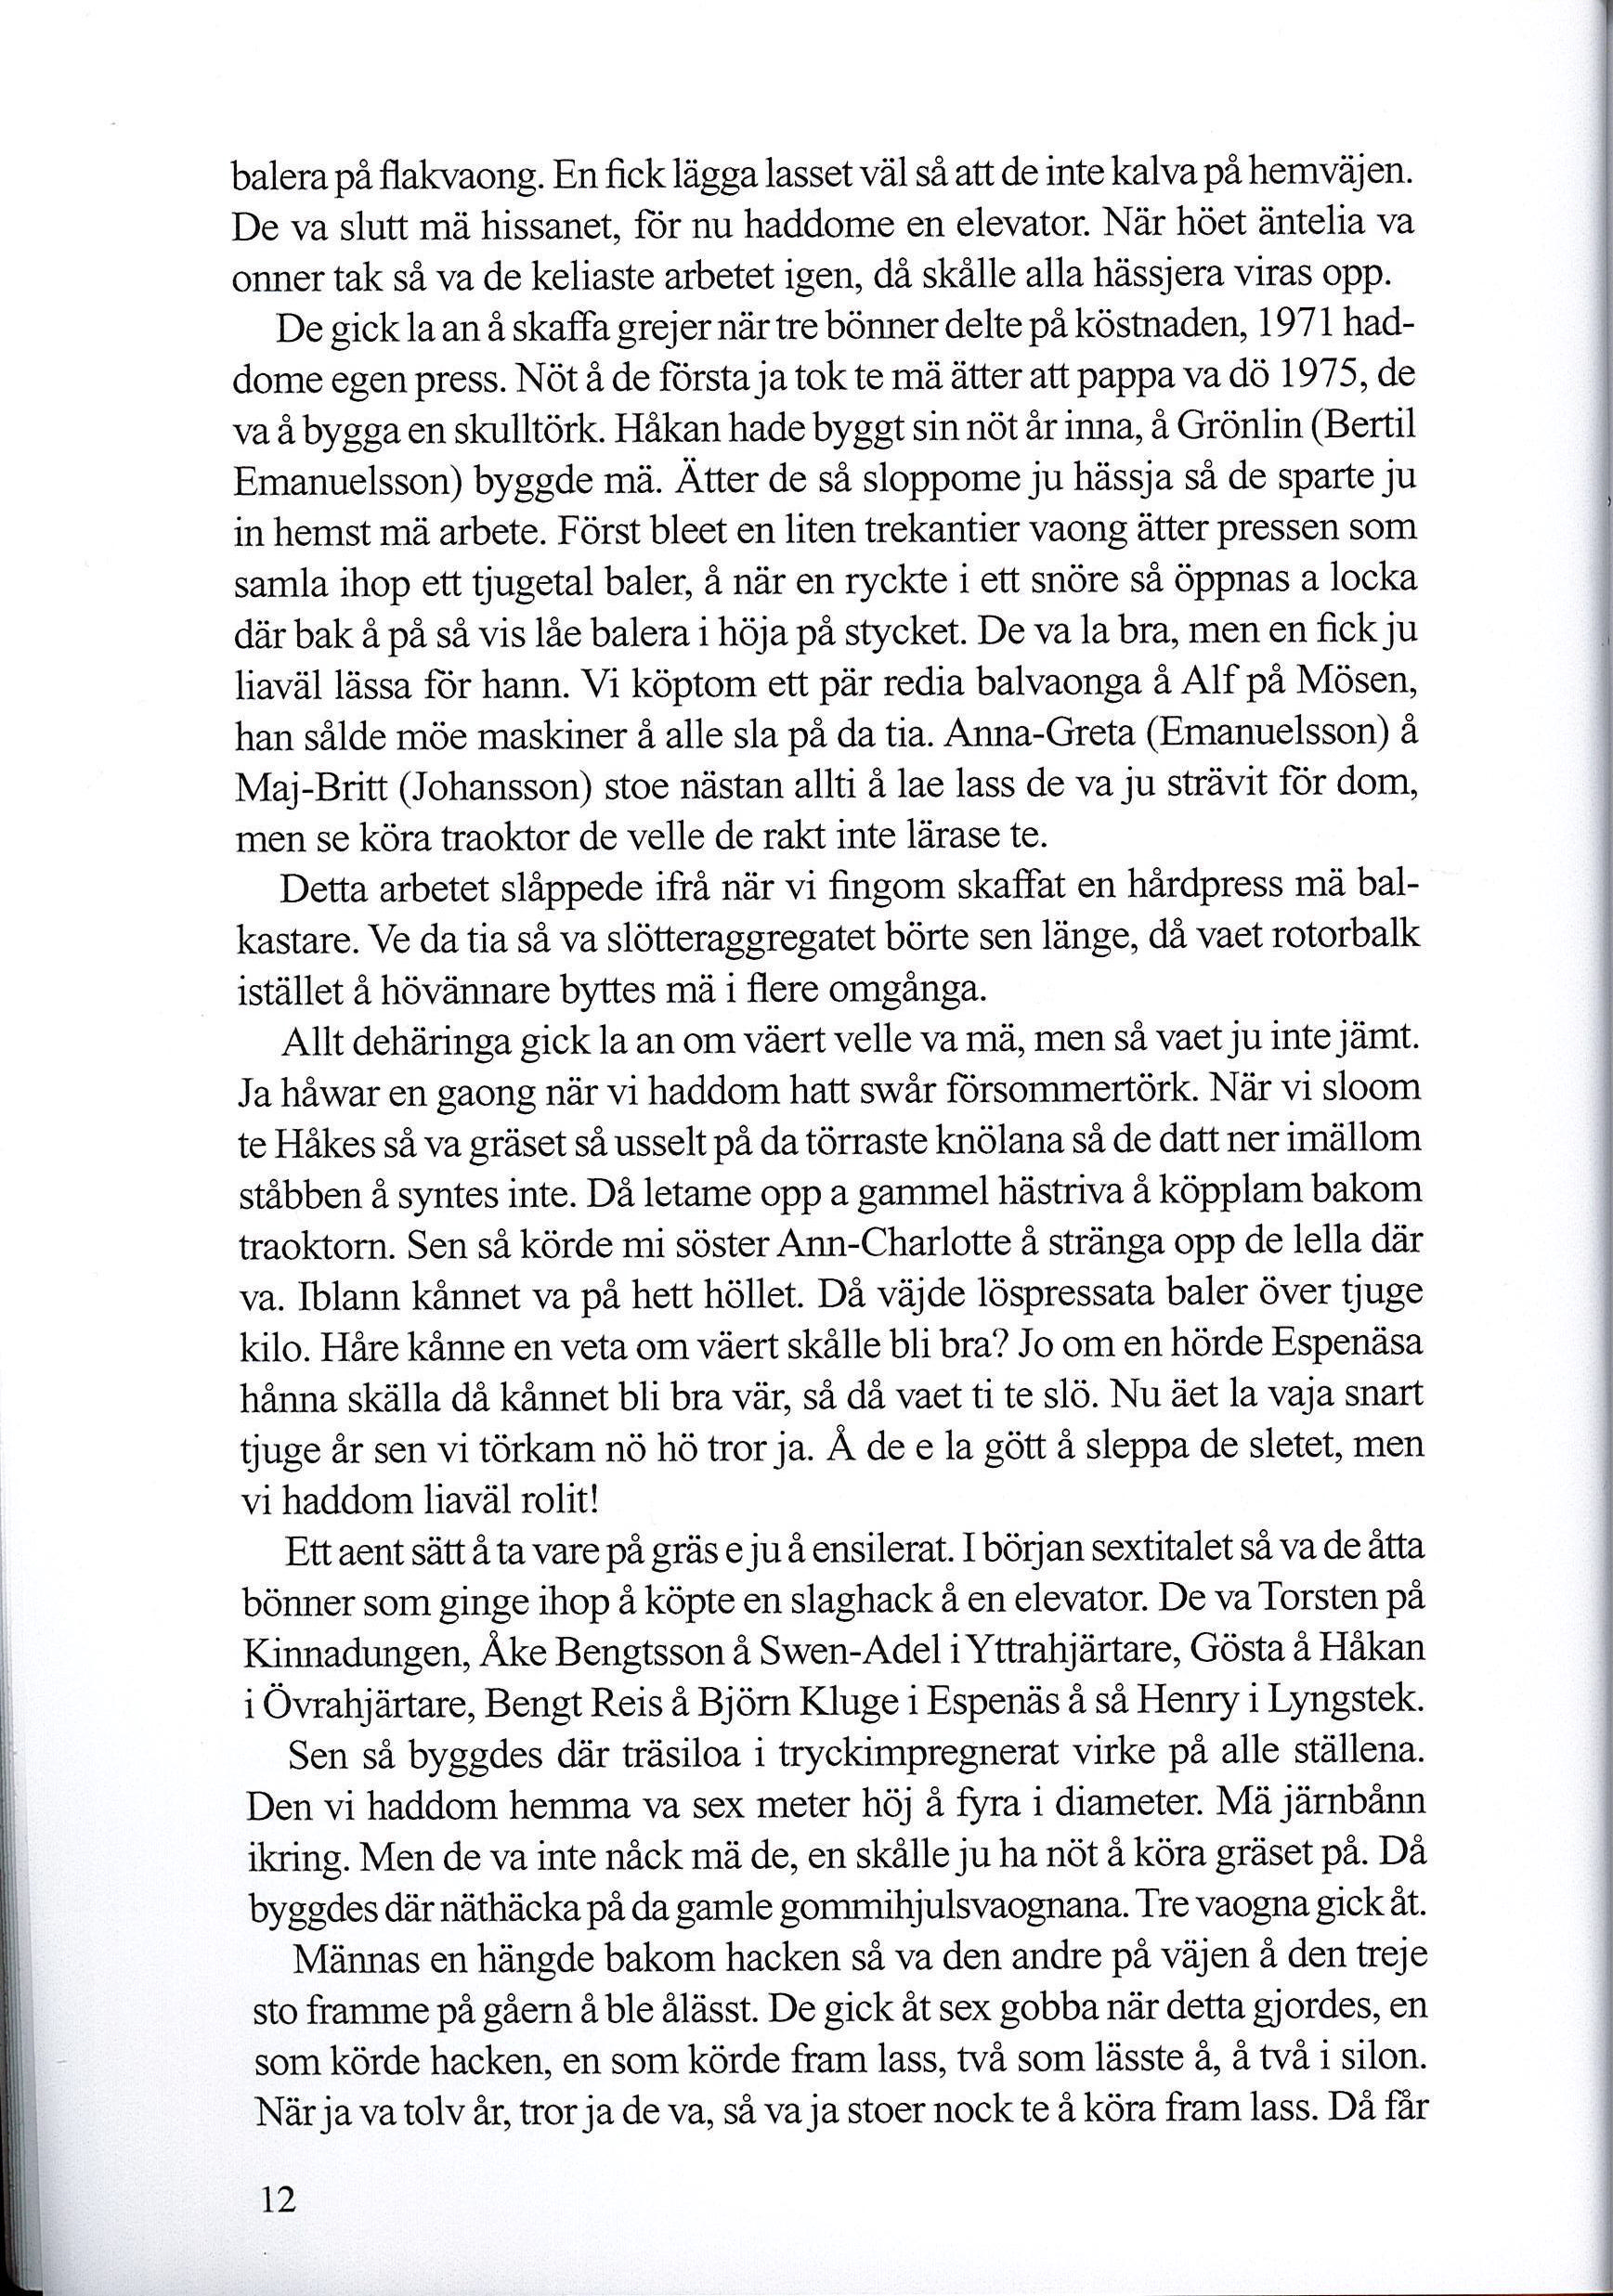 balera på flakvaong. En fick lägga lasset väl så att de inte kalva på hemväjen.
De va slutt mä hissanet, för nu haddome en elevator. När höet äntelia va
onner tak så va de keliaste arbetet igen, då skålle alla hässjera viras opp.
De gick la an å skaffa grejer när tre bönner delte på köstnaden, 1971 had-
dome egen press. Nöt å de första ja tok te mä ätter att pappa va dö 1975, de
va å bygga en skulltörk. Håkan hade byggt sin nöt år inna, å Grönlin (Bertil
Emanuelsson) byggde mä. Ätter de så sloppome ju hässja så de sparte ju
in hemst mä arbete. Först bleet en liten trekantier vaong ätter pressen som
samla ihop ett tjugetal baler, å när en ryckte i ett snöre så öppnas a locka
där bak å på så vis låe balera i höja på stycket. De va la bra, men en fick ju
liaväl lässa för hann. Vi köptom ett pär redia balvaonga å Alf på Mösen,
han sålde möe maskiner å alle sla på da tia. Anna-Greta (Emanuelsson) å
Maj-Britt (Johansson) stoe nästan allti å lae lass de va ju strävit för dom,
men se köra traoktor de velle de rakt inte lärase te.
Detta arbetet slåppede ifrå när vi fingom skaffat en hårdpress mä bal-
kastare. Ve da tia så va slötteraggregatet börte sen länge, då vaet rotorbalk
istället å hövännare byttes mä i flere omgånga.
Allt dehäringa gick la an om väert velle va mä, men så vaet ju inte jämt.
Ja håwar en gaong när vi haddom hatt swår försommertörk. När vi sloom
te Håkes så va gräset så usselt på da törraste knölana så de datt ner imällom
ståbben å syntes inte. Då letame opp a gammel hästriva å köpplam bakom
traoktorn. Sen så körde mi söster Ann-Charlotte å stränga opp de lella där
va. Iblann kånnet va på hett höllet. Då väjde löspressata baler över tjuge
kilo. Håre kånne en veta om väert skålle bli bra? Jo om en hörde Espenäsa
hånna skälla då kånnet bli bra vär, så då vaet ti te slö. Nu äet la vaja snart
tjuge år sen vi törkam nö hö tror ja. Å de e la gött å sleppa de sletet, men
vi haddom liaväl rolit!
Ett aent sätt å ta vare på gräs e ju å ensilerat. I början sextitalet så va de åtta
bönner som ginge ihop å köpte en slaghack å en elevator. De va Torsten på
Kinnadungen, Åke Bengtsson å Swen-Adel i Yttrahjärtare, Gösta å Håkan
i Övrahjärtare, Bengt Reis å Björn Kluge i Espenäs å så Henry i Lyngstek.
Sen så byggdes där träsiloa i tryckimpregnerat virke på alle ställena.
Den vi haddom hemma va sex meter höj å fyra i diameter. Mä järnbånn
ikring. Men de va inte nåck mä de, en skålle ju ha nöt å köra gräset på. Då
byggdes där näthäcka på da gamle gommihjulsvaognana. Tre vaogna gick åt.
Männas en hängde bakom hacken så va den andre på väjen å den treje
sto framme på gåern å ble ålässt. De gick åt sex gobba när detta gjordes, en
som körde hacken, en som körde fram lass, två som lässte å, å två i silon.
När ja va tolv år, tror ja de va, så va ja stoer nock te å köra fram lass. Då får
12